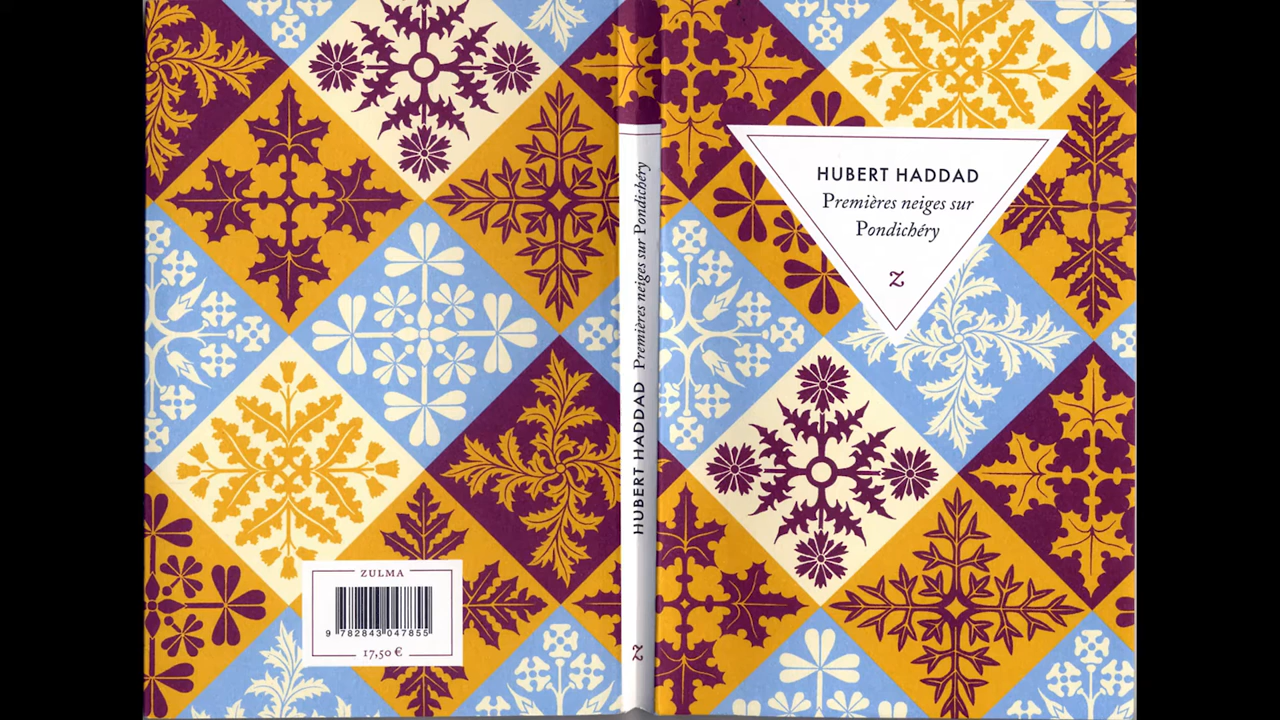 HUBERT HADDAD
Premières neiges sur
Pondichéry
z
HUBERT HADDAD Premières neiges sur Pondichéry
z
ZULMA
9 782843 047855
17,50 €